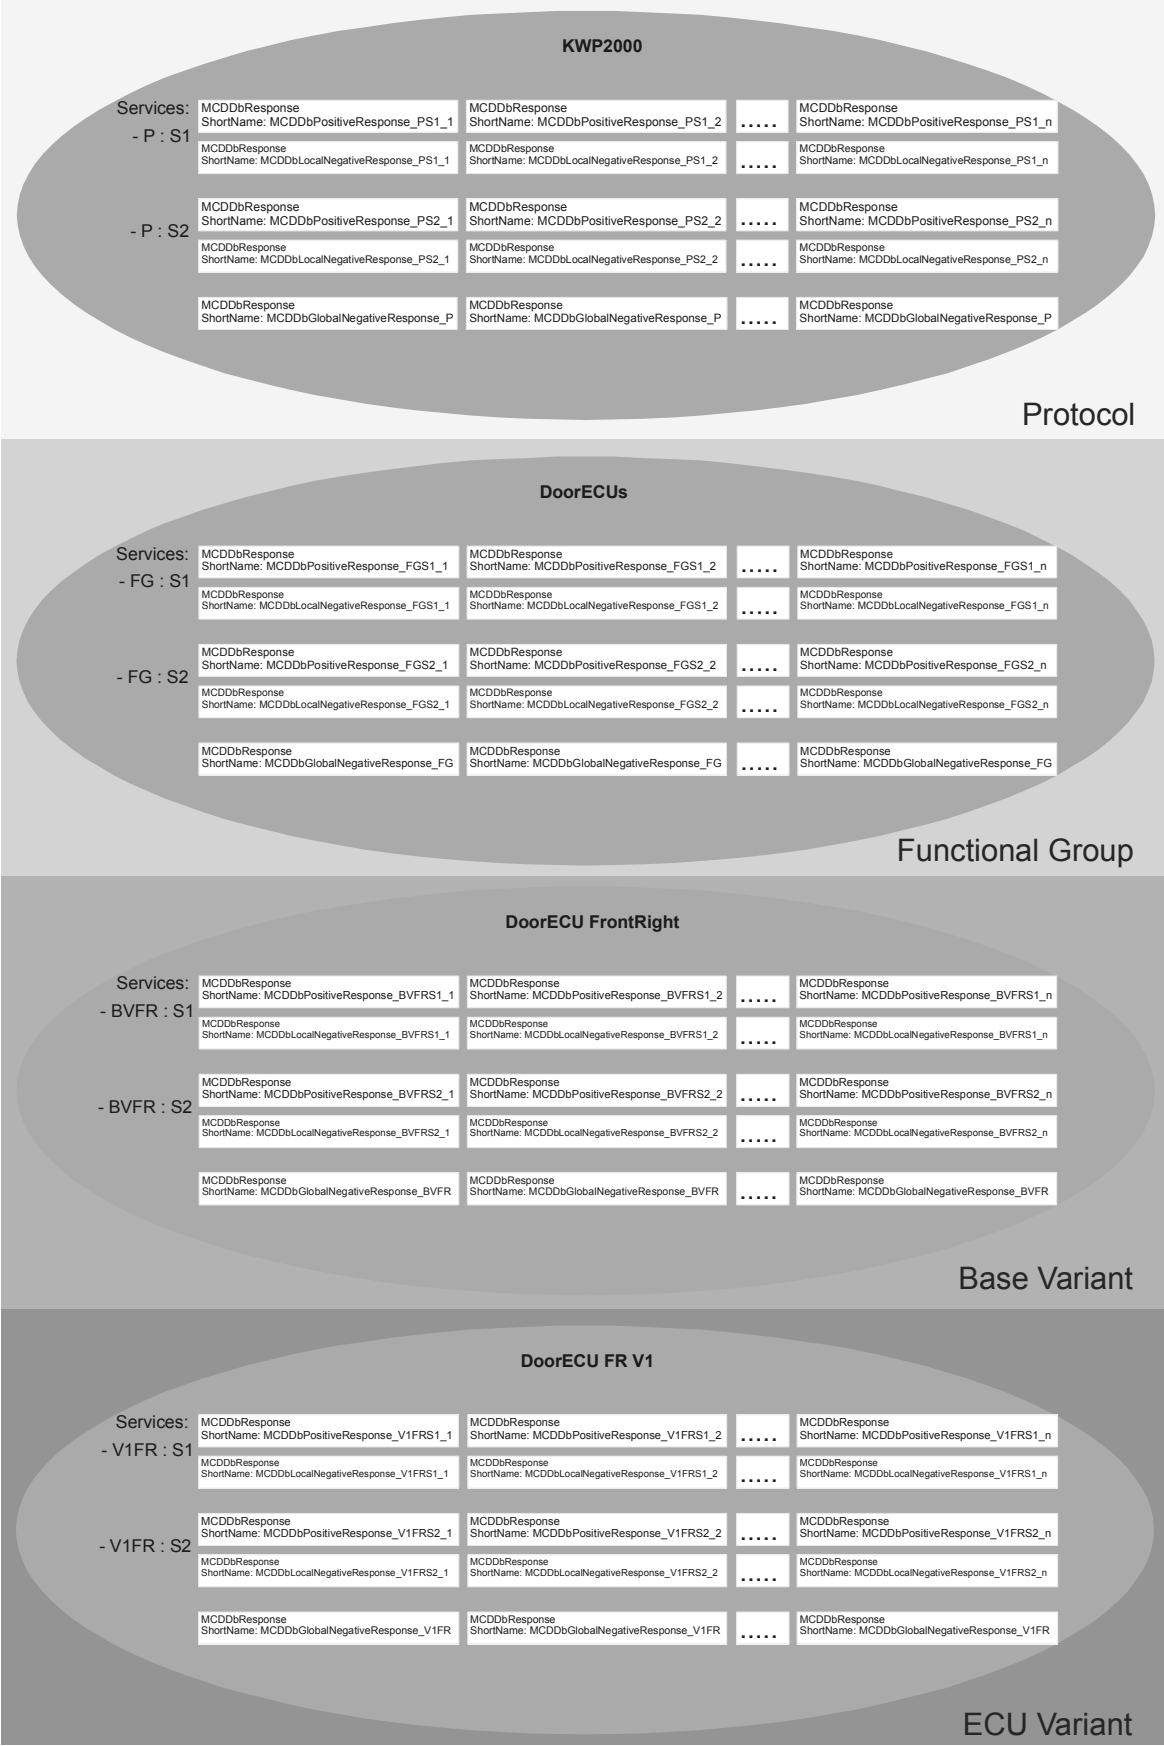 KWP2000
Services:
- P : S1
MCDDbResponse
ShortName: MCDDbPositiveResponse_PS1_1
MCDDbResponse
ShortName: MCDDbPositiveResponse_PS1_2
.....
MCDDbResponse
ShortName: MCDDbPositiveResponse_PS1_n
MCDDbResponse
ShortName: MCDDbLocalNegativeResponse_PS1_1
MCDDbResponse
ShortName: MCDDbLocalNegativeResponse_PS1_2
.....
MCDDbResponse
ShortName: MCDDbLocalNegativeResponse_PS1_n
- P : S2
MCDDbResponse
ShortName: MCDDbPositiveResponse_PS2_1
MCDDbResponse
ShortName: MCDDbPositiveResponse_PS2_2
.....
MCDDbResponse
ShortName: MCDDbPositiveResponse_PS2_n
MCDDbResponse
ShortName: MCDDbLocalNegativeResponse_PS2_1
MCDDbResponse
ShortName: MCDDbLocalNegativeResponse_PS2_2
.....
MCDDbResponse
ShortName: MCDDbLocalNegativeResponse_PS2_n
MCDDbResponse
ShortName: MCDDbGlobalNegativeResponse_P
MCDDbResponse
ShortName: MCDDbGlobalNegativeResponse_P
.....
MCDDbResponse
ShortName: MCDDbGlobalNegativeResponse_P
Protocol
DoorECUs
Services:
- FG : S1
MCDDbResponse
ShortName: MCDDbPositiveResponse_FGS1_1
MCDDbResponse
ShortName: MCDDbPositiveResponse_FGS1_2
.....
MCDDbResponse
ShortName: MCDDbPositiveResponse_FGS1_n
MCDDbResponse
ShortName: MCDDbLocalNegativeResponse_FGS1_1
MCDDbResponse
ShortName: MCDDbLocalNegativeResponse_FGS1_2
.....
MCDDbResponse
ShortName: MCDDbLocalNegativeResponse_FGS1_n
- FG : S2
MCDDbResponse
ShortName: MCDDbPositiveResponse_FGS2_1
MCDDbResponse
ShortName: MCDDbPositiveResponse_FGS2_2
.....
MCDDbResponse
ShortName: MCDDbPositiveResponse_FGS2_n
MCDDbResponse
ShortName: MCDDbLocalNegativeResponse_FGS2_1
MCDDbResponse
ShortName: MCDDbLocalNegativeResponse_FGS2_2
.....
MCDDbResponse
ShortName: MCDDbLocalNegativeResponse_FGS2_n
MCDDbResponse
ShortName: MCDDbGlobalNegativeResponse_FG
MCDDbResponse
ShortName: MCDDbGlobalNegativeResponse_FG
.....
MCDDbResponse
ShortName: MCDDbGlobalNegativeResponse_FG
Functional Group
DoorECU FrontRight
Services:
- BVFR : S1
MCDDbResponse
ShortName: MCDDbPositiveResponse_BVFRS1_1
MCDDbResponse
ShortName: MCDDbPositiveResponse_BVFRS1_2
.....
MCDDbResponse
ShortName: MCDDbPositiveResponse_BVFRS1_n
MCDDbResponse
ShortName: MCDDbLocalNegativeResponse_BVFRS1_1
MCDDbResponse
ShortName: MCDDbLocalNegativeResponse_BVFRS1_2
.....
MCDDbResponse
ShortName: MCDDbLocalNegativeResponse_BVFRS1_n
- BVFR : S2
MCDDbResponse
ShortName: MCDDbPositiveResponse_BVFRS2_1
MCDDbResponse
ShortName: MCDDbPositiveResponse_BVFRS2_2
.....
MCDDbResponse
ShortName: MCDDbPositiveResponse_BVFRS2_n
MCDDbResponse
ShortName: MCDDbLocalNegativeResponse_BVFRS2_1
MCDDbResponse
ShortName: MCDDbLocalNegativeResponse_BVFRS2_2
.....
MCDDbResponse
ShortName: MCDDbLocalNegativeResponse_BVFRS2_n
MCDDbResponse
ShortName: MCDDbGlobalNegativeResponse_BVFR
MCDDbResponse
ShortName: MCDDbGlobalNegativeResponse_BVFR
.....
MCDDbResponse
ShortName: MCDDbGlobalNegativeResponse_BVFR
Base Variant
DoorECU FR V1
Services:
- V1FR : S1
MCDDbResponse
ShortName: MCDDbPositiveResponse_V1FRS1_1
MCDDbResponse
ShortName: MCDDbPositiveResponse_V1FRS1_2
.....
MCDDbResponse
ShortName: MCDDbPositiveResponse_V1FRS1_n
MCDDbResponse
ShortName: MCDDbLocalNegativeResponse_V1FRS1_1
MCDDbResponse
ShortName: MCDDbLocalNegativeResponse_V1FRS1_2
.....
MCDDbResponse
ShortName: MCDDbLocalNegativeResponse_V1FRS1_n
- V1FR : S2
MCDDbResponse
ShortName: MCDDbPositiveResponse_V1FRS2_1
MCDDbResponse
ShortName: MCDDbPositiveResponse_V1FRS2_2
.....
MCDDbResponse
ShortName: MCDDbPositiveResponse_V1FRS2_n
MCDDbResponse
ShortName: MCDDbLocalNegativeResponse_V1FRS2_1
MCDDbResponse
ShortName: MCDDbLocalNegativeResponse_V1FRS2_2
.....
MCDDbResponse
ShortName: MCDDbLocalNegativeResponse_V1FRS2_n
MCDDbResponse
ShortName: MCDDbGlobalNegativeResponse_V1FR
MCDDbResponse
ShortName: MCDDbGlobalNegativeResponse_V1FR
.....
MCDDbResponse
ShortName: MCDDbGlobalNegativeResponse_V1FR
ECU Variant